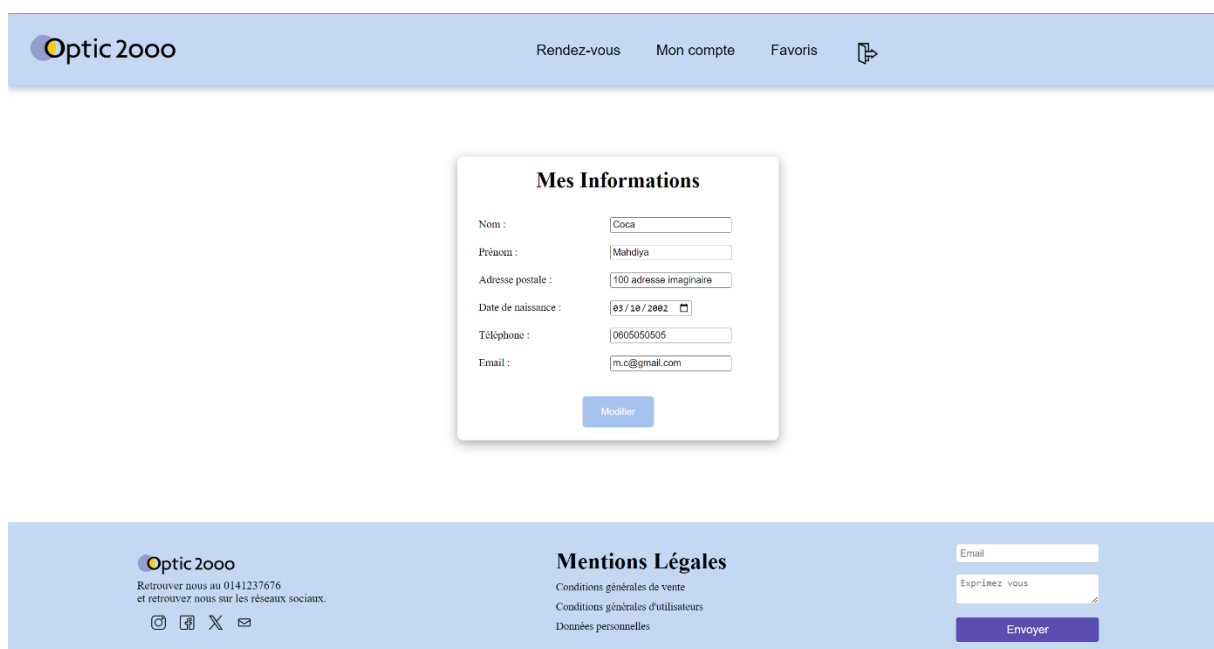 Optic 2ooo
Rendez-vous Mon compte Favoris
Mes Informations
Nom : Coca
Prénom : Mahdiya
Adresse postale : 100 adresse imaginaire
Date de naissance : 03/10/2002
Téléphone : 0605050505
Email : m.c@gmail.com
Modifier
Optic 2ooo
Retrouver nous au 0141237676
et retrouvez nous sur les réseaux sociaux.
Mentions Légales
Conditions générales de vente
Conditions générales d'utilisateurs
Données personnelles
Email
Exprimez vous
Envoyer